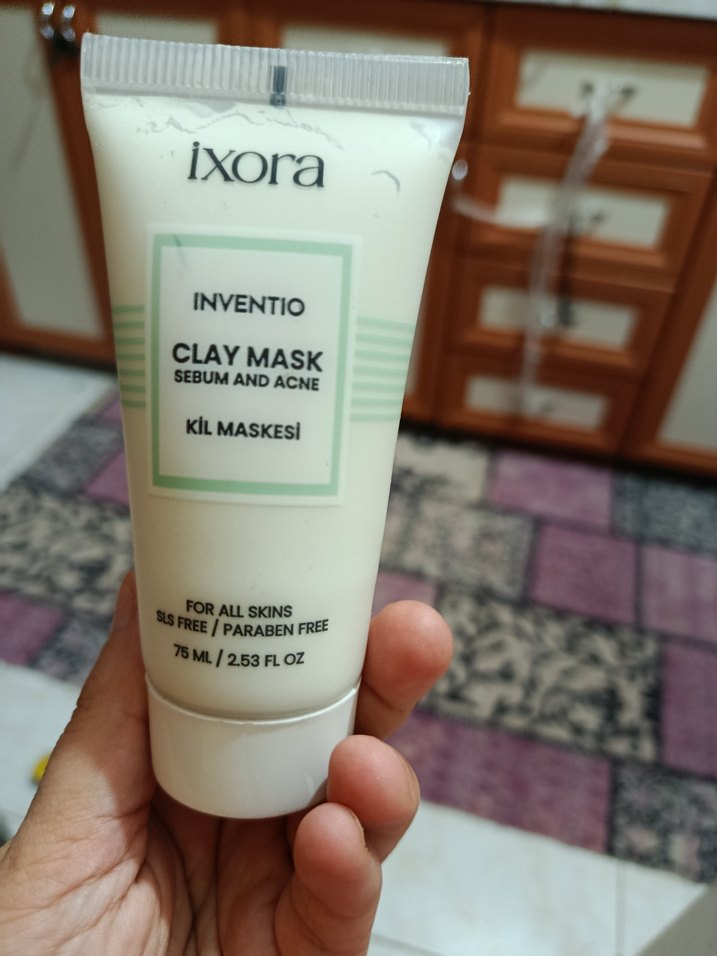 ixora
INVENTIO
CLAY MASK
SEBUM AND ACNE
KİL MASKESİ
FOR ALL SKINS
SLS FREE / PARABEN FREE
75 ML / 2.53 FL OZ